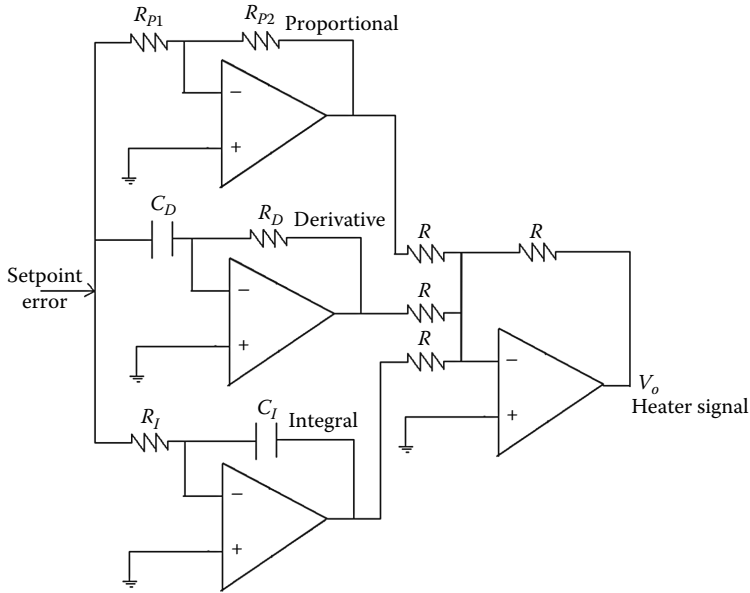 R_P1
R_P2
Proportional
−
+
C_D
R_D
Derivative
−
+
Setpoint
error
R
R
R
R
−
+
V_o
Heater signal
R_I
C_I
Integral
−
+